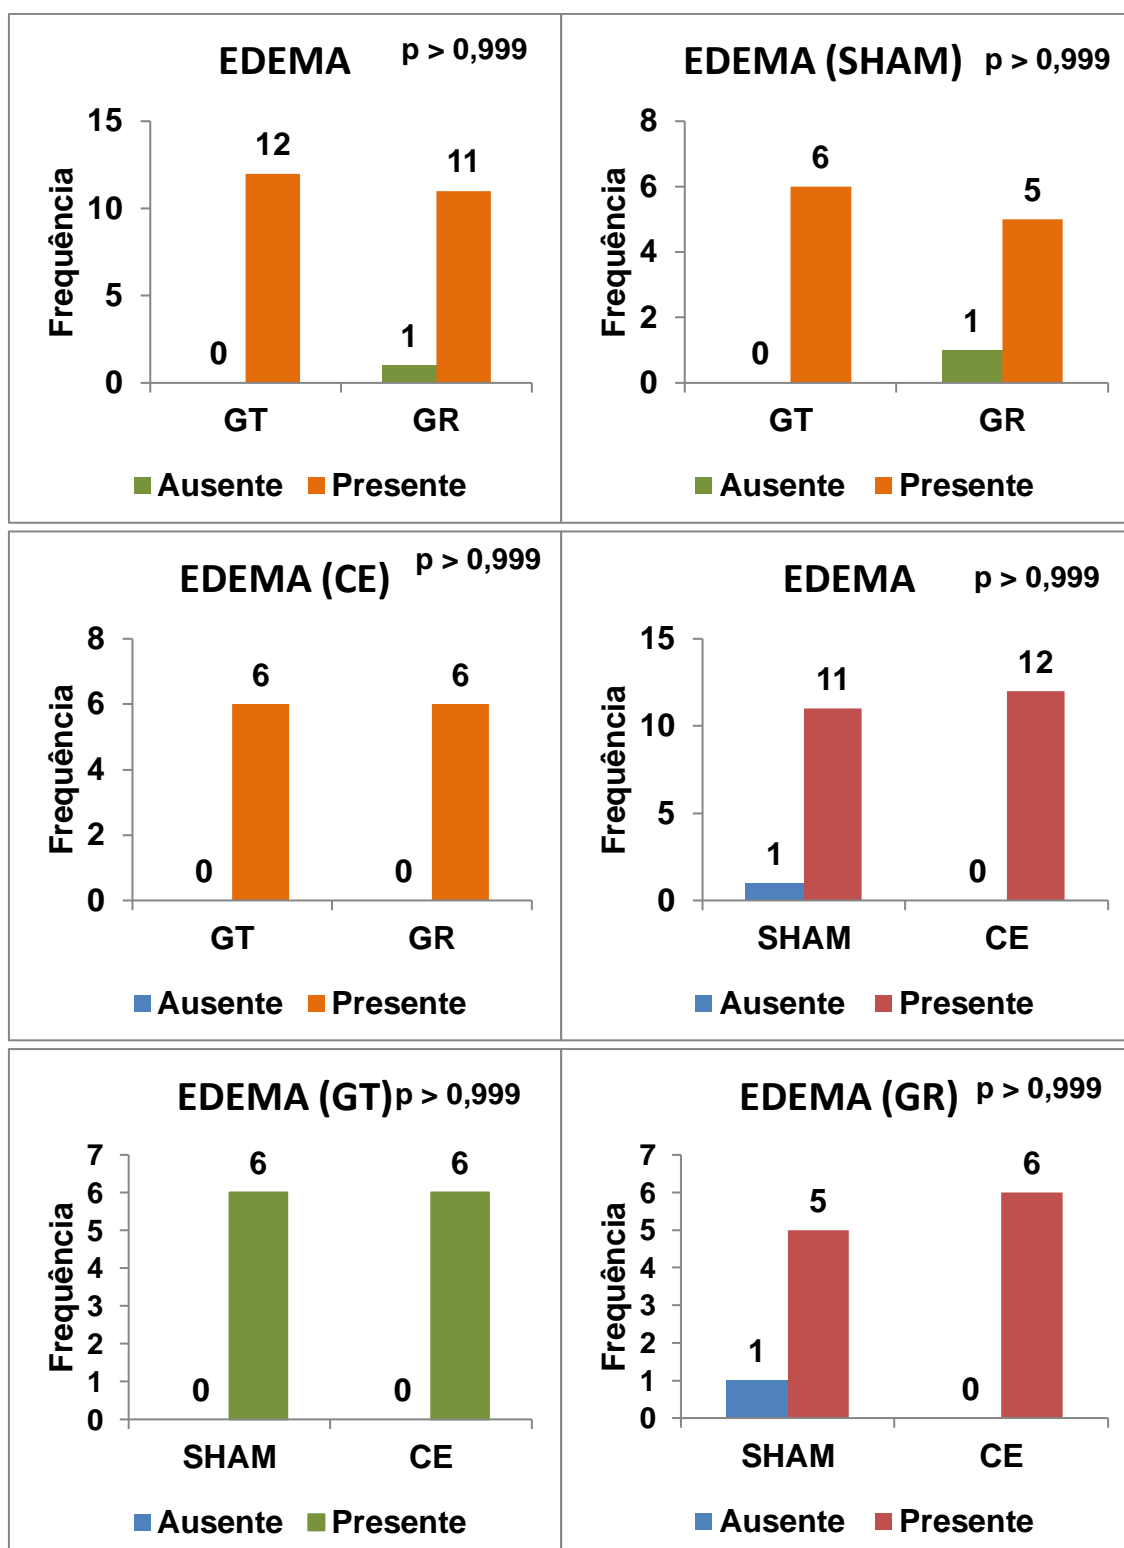 EDEMA p > 0,999
Frequência
15
10
5
0
0
12
1
11
GT GR
Ausente Presente
EDEMA (SHAM) p > 0,999
Frequência
8
6
4
2
0
0
6
1
5
GT GR
Ausente Presente
EDEMA (CE) p > 0,999
Frequência
8
6
4
2
0
0
6
0
6
GT GR
Ausente Presente
EDEMA p > 0,999
Frequência
15
10
5
0
1
11
0
12
SHAM CE
Ausente Presente
EDEMA (GT) p > 0,999
Frequência
7
6
5
4
3
2
1
0
0
6
0
6
SHAM CE
Ausente Presente
EDEMA (GR) p > 0,999
Frequência
7
6
5
4
3
2
1
0
1
5
0
6
SHAM CE
Ausente Presente